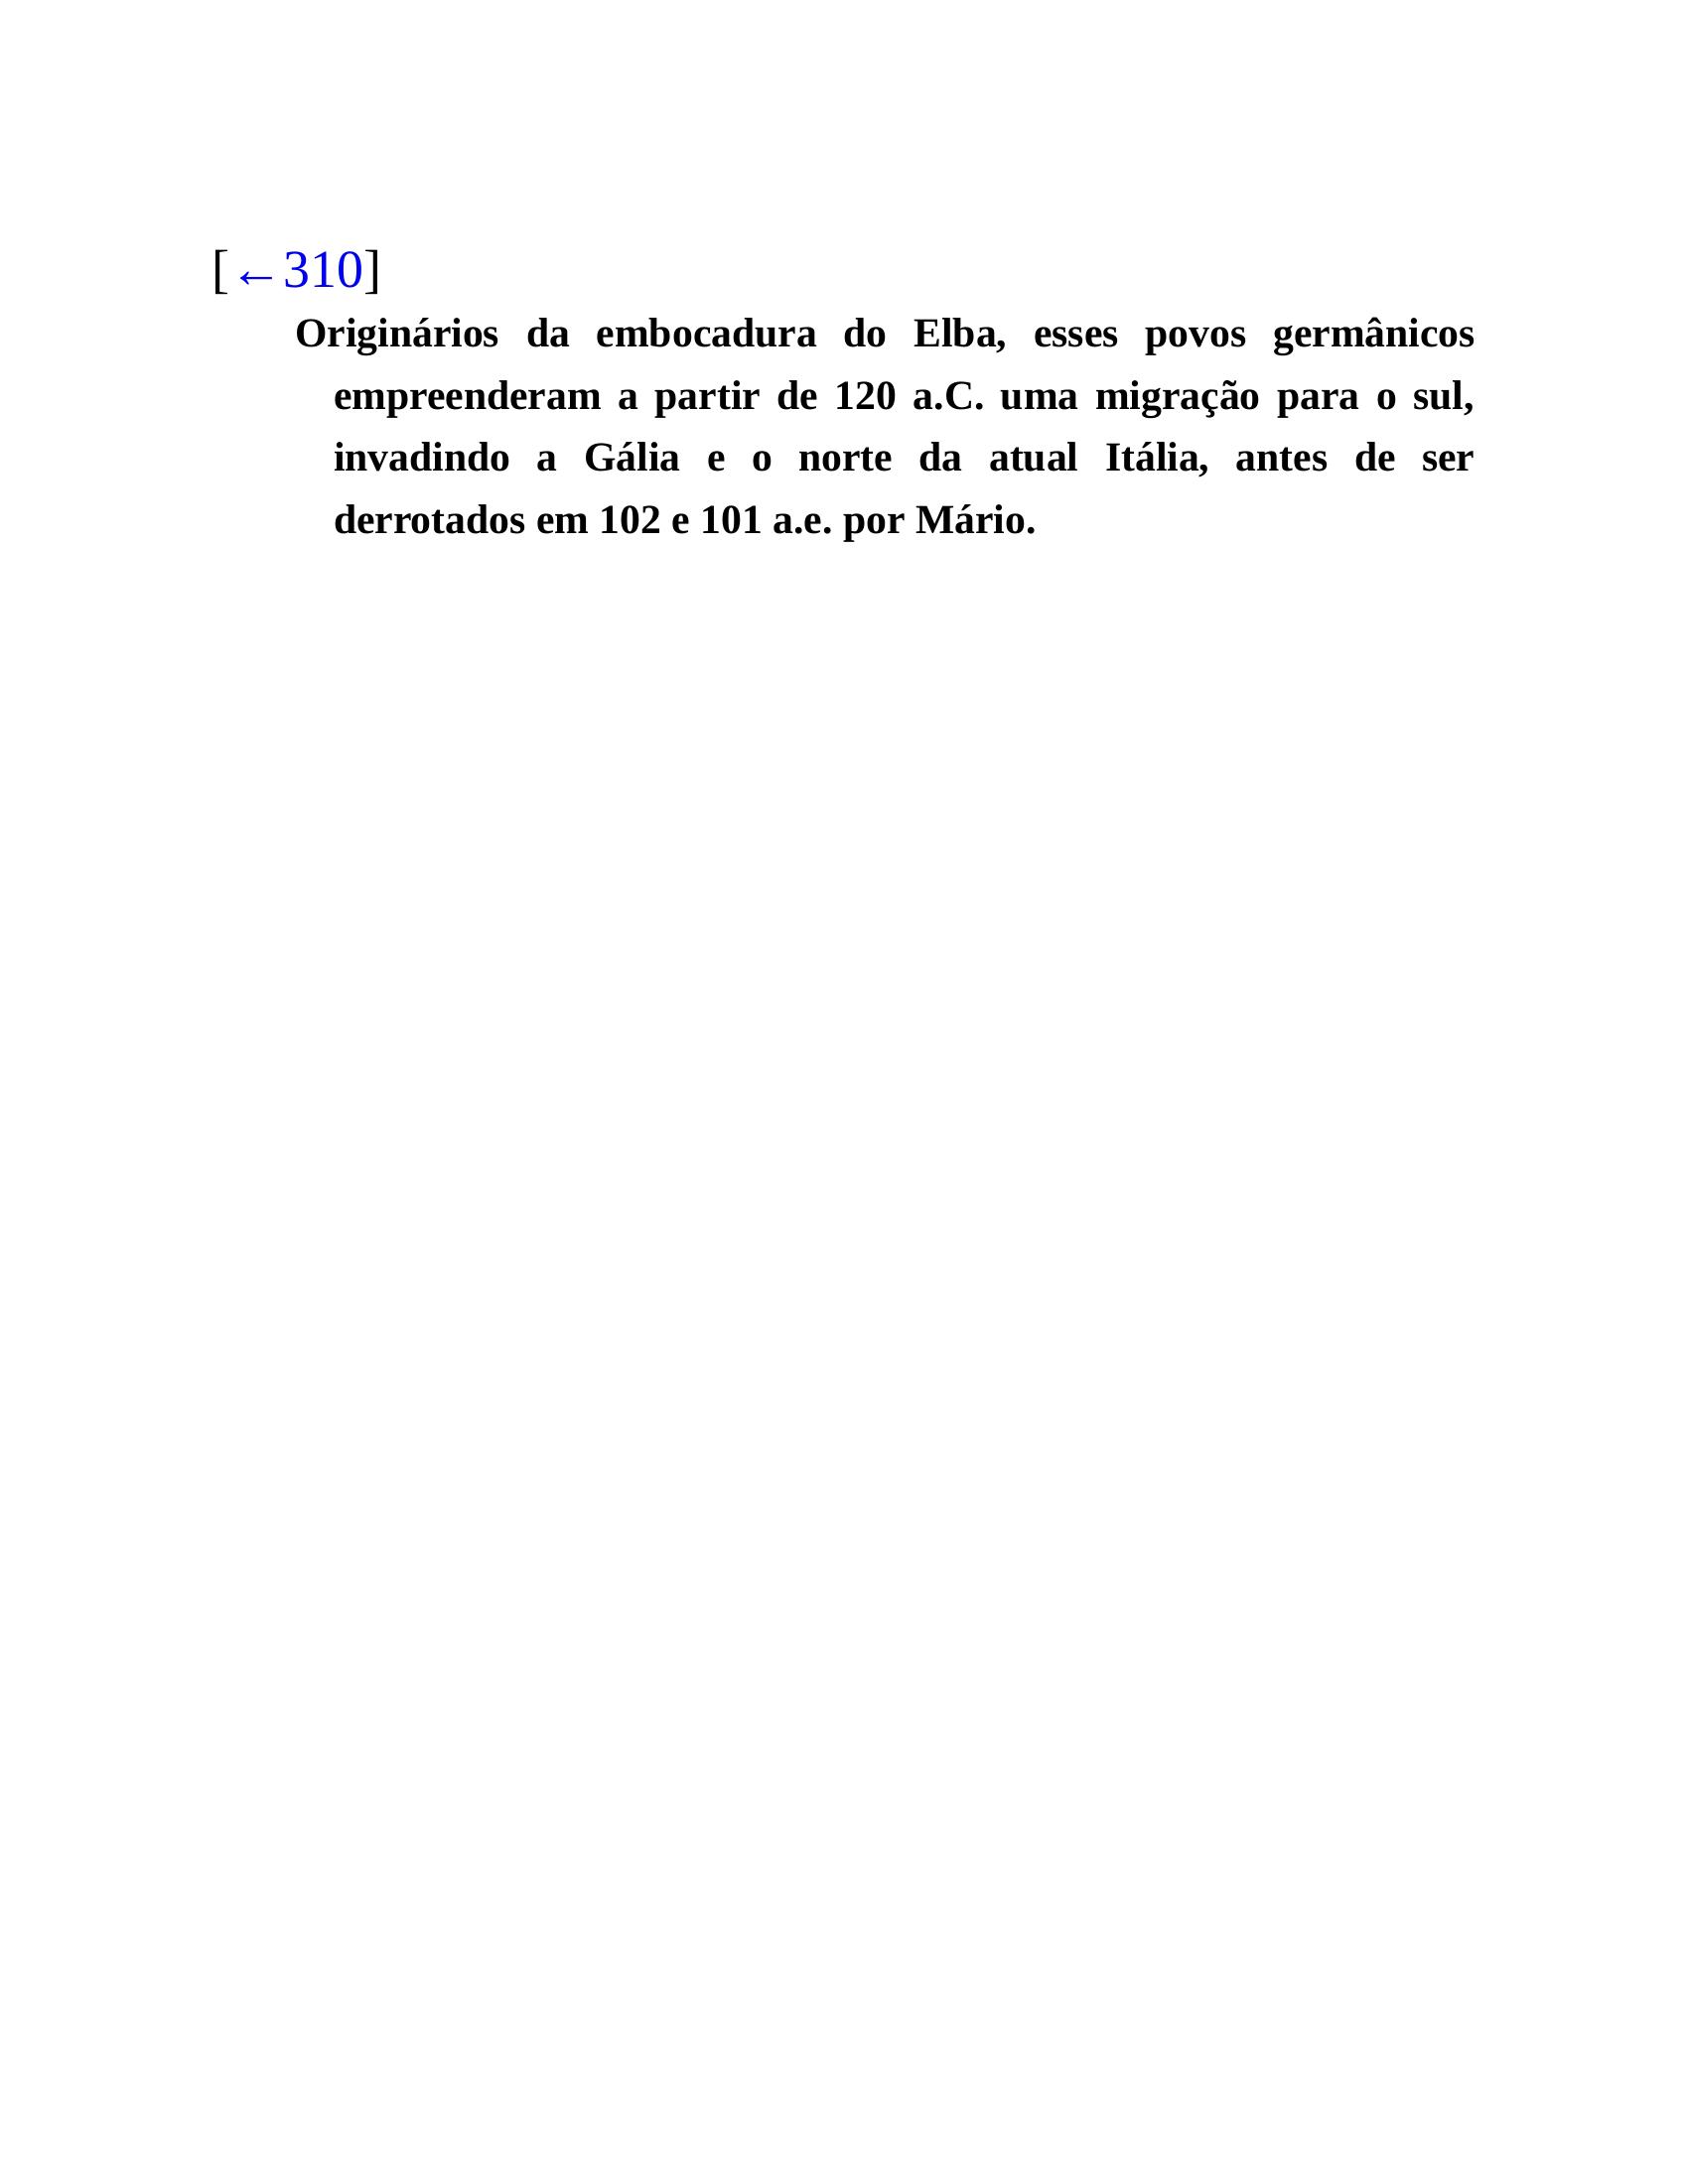 [←310]
Originários da embocadura do Elba, esses povos germânicos
empreenderam a partir de 120 a.C. uma migração para o sul,
invadindo a Gália e o norte da atual Itália, antes de ser
derrotados em 102 e 101 a.e. por Mário.